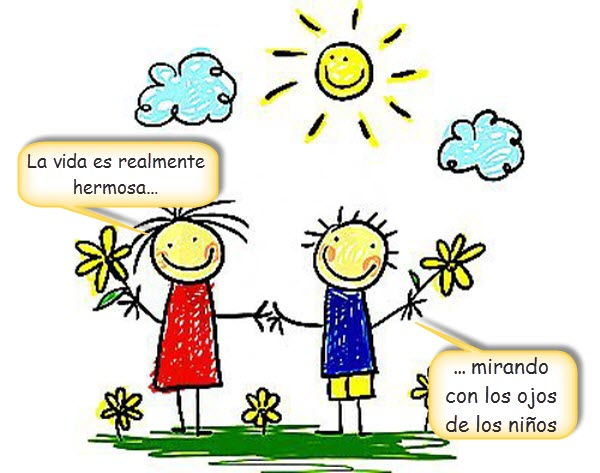 La vida es realmente
hermosa...
... mirando
con los ojos
de los niños